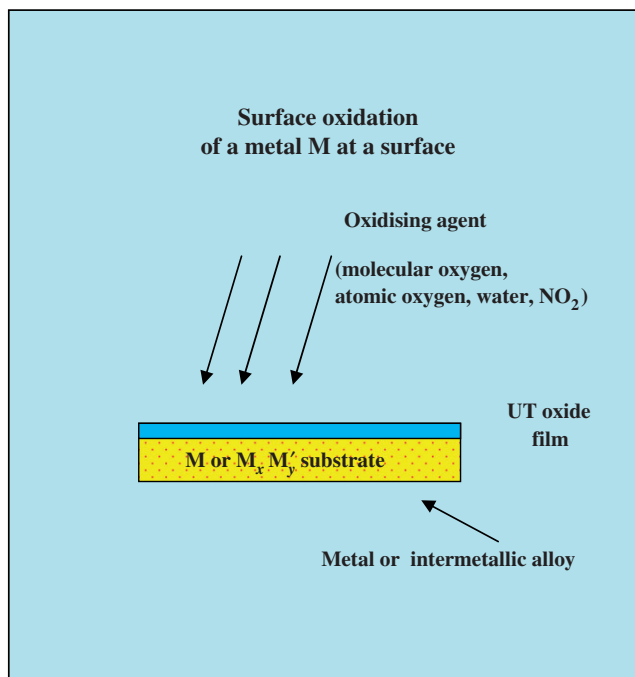 Surface oxidation
of a metal M at a surface
Oxidising agent
(molecular oxygen,
atomic oxygen, water, NO₂)
UT oxide
film
M or Mₓ M′ᵧ substrate
Metal or intermetallic alloy